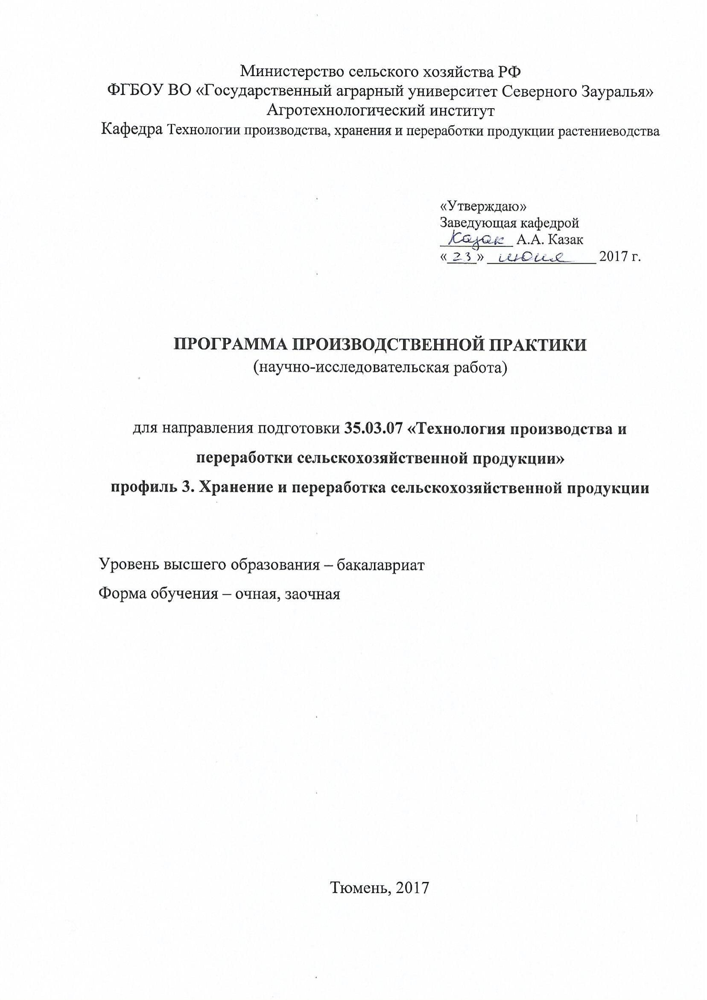 Министерство сельского хозяйства РФ
ФГБОУ ВО «Государственный аграрный университет Северного Зауралья»
Агротехнологический институт
Кафедра Технологии производства, хранения и переработки продукции растениеводства
«Утверждаю»
Заведующая кафедрой
Казак А.А. Казак
«23» июня 2017 г.
ПРОГРАММА ПРОИЗВОДСТВЕННОЙ ПРАКТИКИ
(научно-исследовательская работа)
для направления подготовки 35.03.07 «Технология производства и
переработки сельскохозяйственной продукции»
профиль 3. Хранение и переработка сельскохозяйственной продукции
Уровень высшего образования – бакалавриат
Форма обучения – очная, заочная
Тюмень, 2017